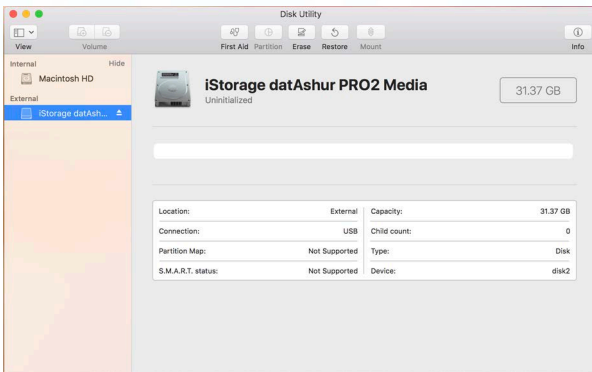 Disk Utility
View Volume First Aid Partition Erase Restore Mount Info
Internal Hide
Macintosh HD
External
iStorage datAsh...
iStorage datAshur PRO2 Media
Uninitialized
31.37 GB
Location: External Capacity: 31.37 GB
Connection: USB Child count: 0
Partition Map: Not Supported Type: Disk
S.M.A.R.T. status: Not Supported Device: disk2